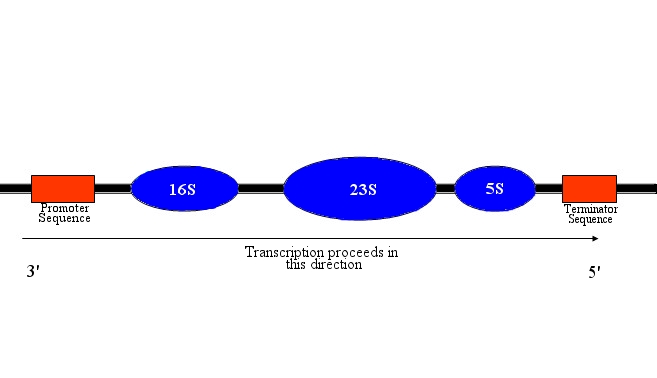 16S
23S
5S
Promoter
Sequence
Terminator
Sequence
Transcription proceeds in
this direction
3'
5'